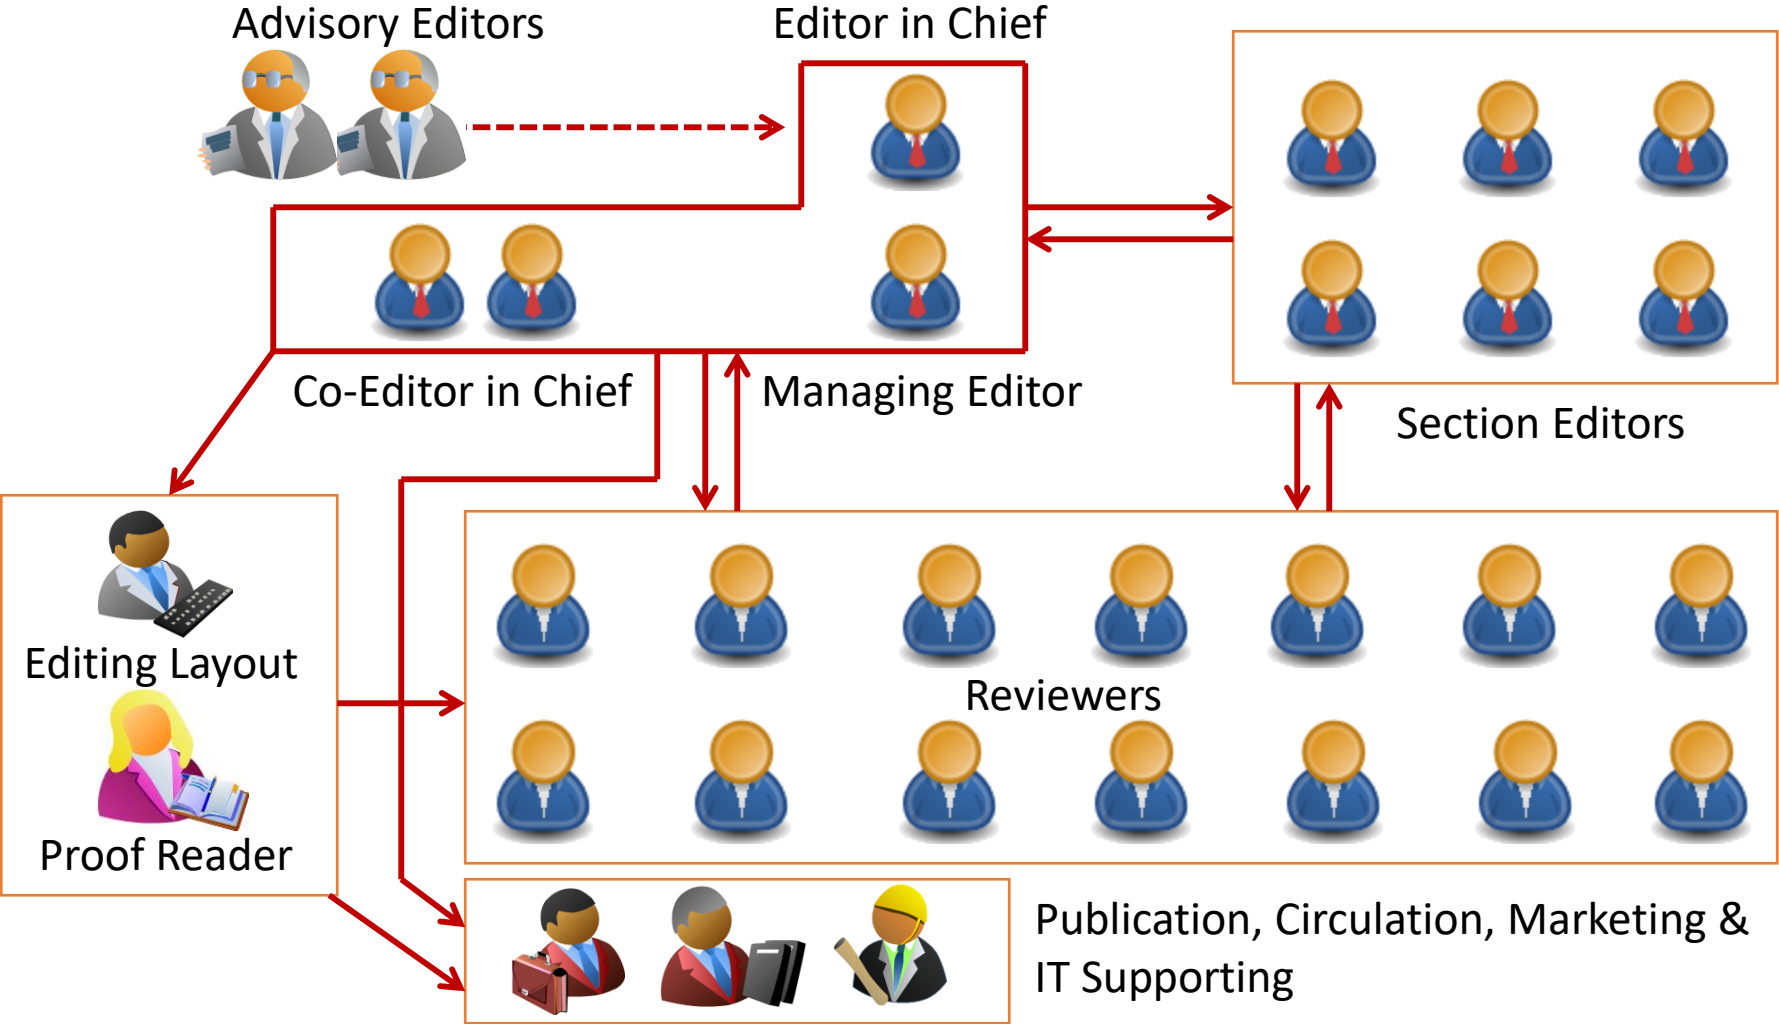 Advisory Editors
Editor in Chief
Co-Editor in Chief
Managing Editor
Section Editors
Editing Layout
Reviewers
Proof Reader
Publication, Circulation, Marketing &
IT Supporting